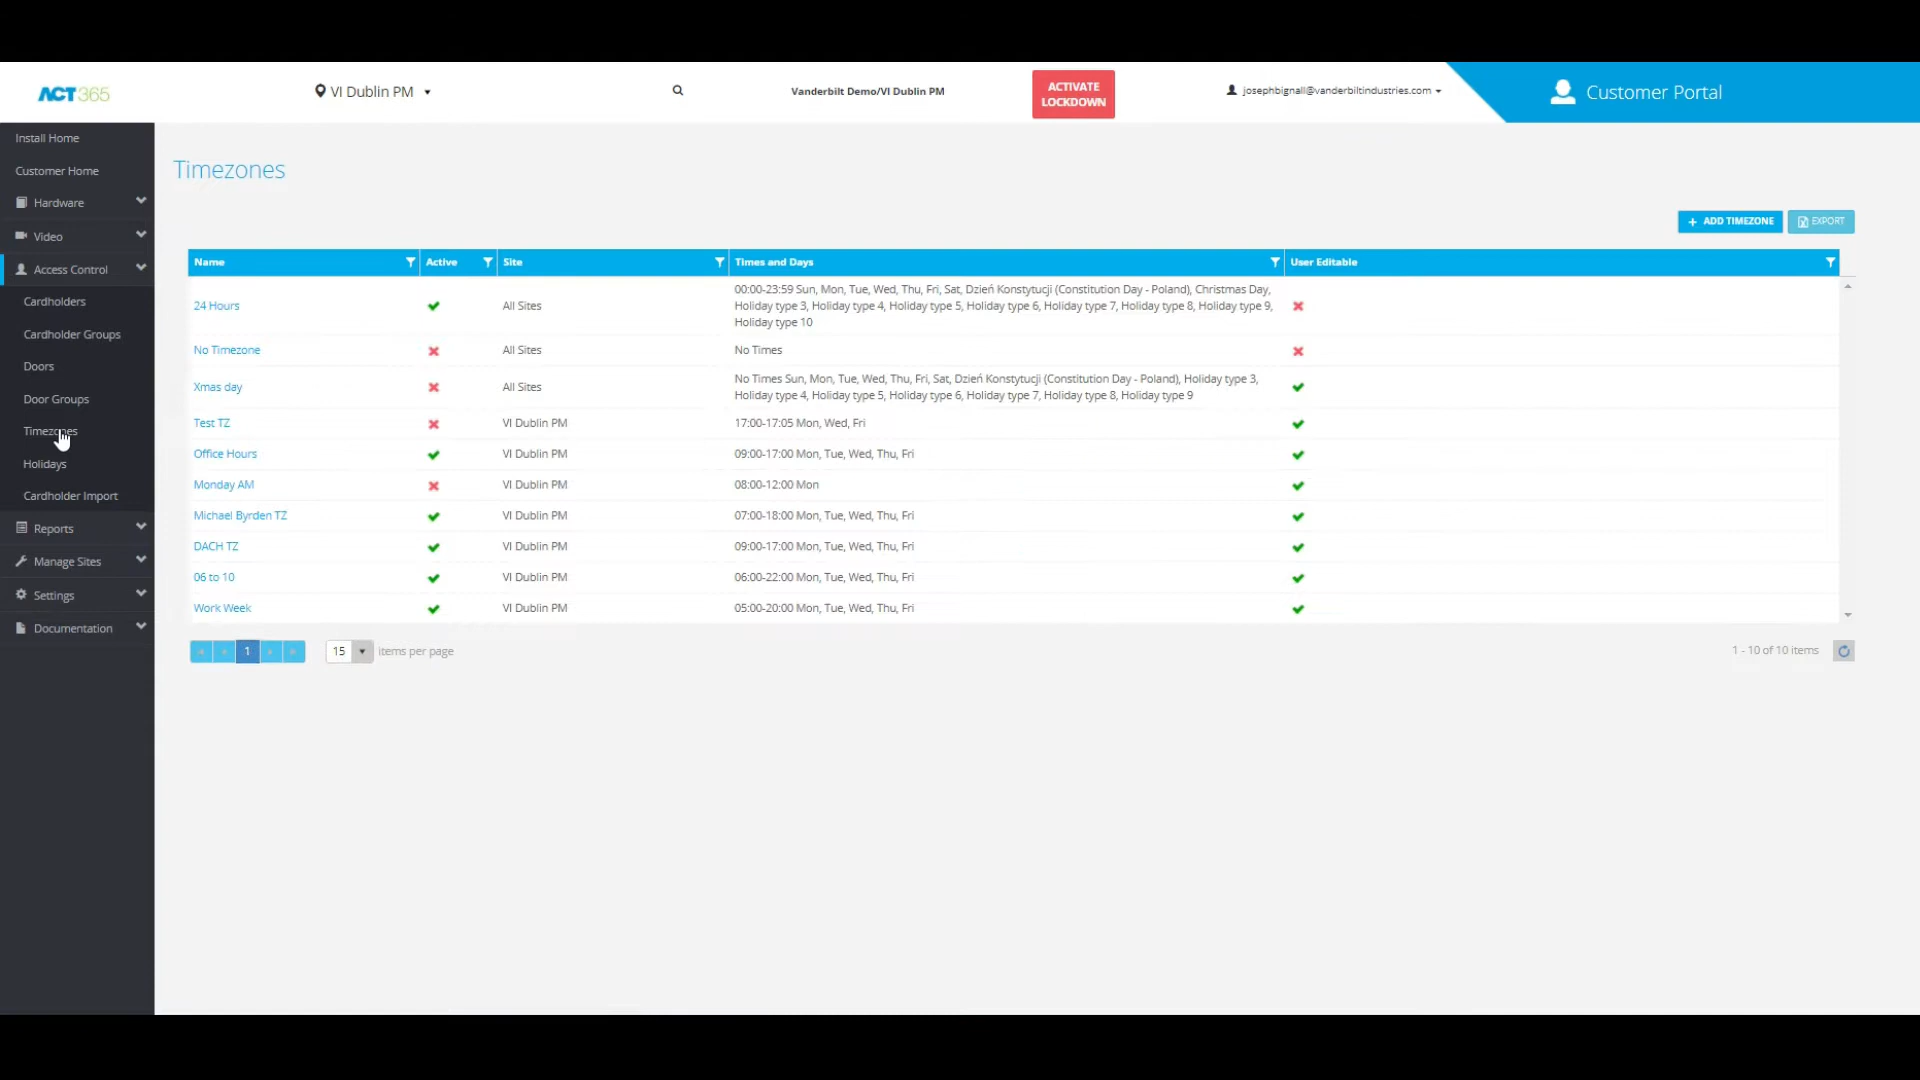 ACT365
VI Dublin PM
Vanderbilt Demo/VI Dublin PM
ACTIVATE
LOCKDOWN
josephbignall@vanderbiltindustries.com
Customer Portal
Install Home
Customer Home
Hardware
Video
Access Control
Cardholders
Cardholder Groups
Doors
Door Groups
Timezones
Holidays
Cardholder Import
Reports
Manage Sites
Settings
Documentation
Timezones
+ ADD TIMEZONE
EXPORT
Name Active Site Times and Days User Editable
24 Hours All Sites 00:00-23:59 Sun, Mon, Tue, Wed, Thu, Fri, Sat, Dzień Konstytucji (Constitution Day - Poland), Christmas Day,
Holiday type 3, Holiday type 4, Holiday type 5, Holiday type 6, Holiday type 7, Holiday type 8, Holiday type 9,
Holiday type 10
No Timezone All Sites No Times
Xmas day All Sites No Times Sun, Mon, Tue, Wed, Thu, Fri, Sat, Dzień Konstytucji (Constitution Day - Poland), Holiday type 3,
Holiday type 4, Holiday type 5, Holiday type 6, Holiday type 7, Holiday type 8, Holiday type 9
Test TZ VI Dublin PM 17:00-17:05 Mon, Wed, Fri
Office Hours VI Dublin PM 09:00-17:00 Mon, Tue, Wed, Thu, Fri
Monday AM VI Dublin PM 08:00-12:00 Mon
Michael Byrden TZ VI Dublin PM 07:00-18:00 Mon, Tue, Wed, Thu, Fri
DACH TZ VI Dublin PM 09:00-17:00 Mon, Tue, Wed, Thu, Fri
06 to 10 VI Dublin PM 06:00-22:00 Mon, Tue, Wed, Thu, Fri
Work Week VI Dublin PM 05:00-20:00 Mon, Tue, Wed, Thu, Fri
1 15 items per page 1 - 10 of 10 items